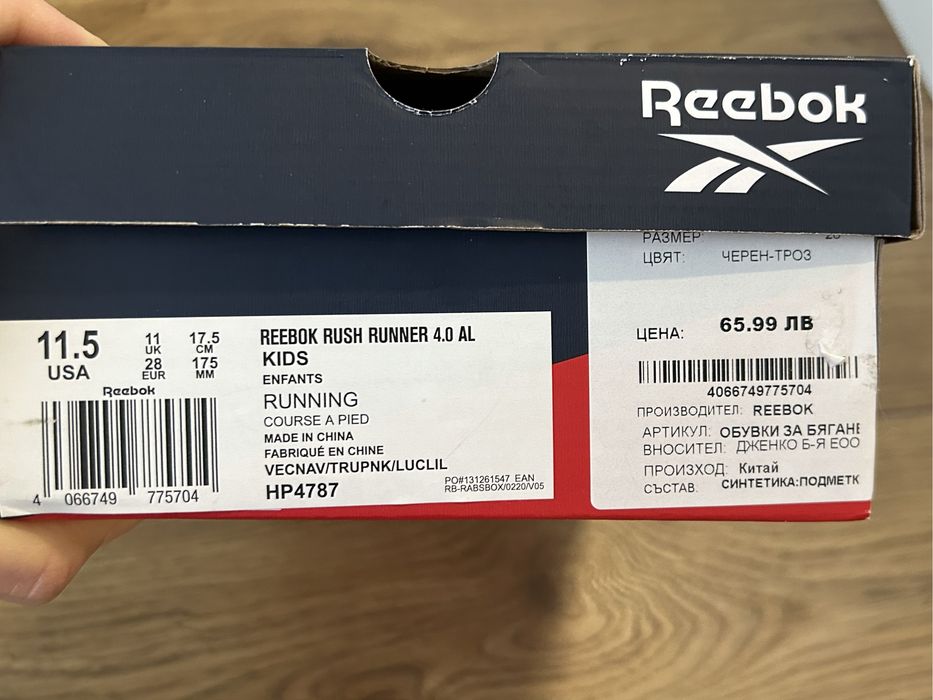 Reebok
11.5
USA
11
UK
28
EUR
17.5
CM
175
MM
Reebok
4 066749 775704
REEBOK RUSH RUNNER 4.0 AL
KIDS
ENFANTS
RUNNING
COURSE A PIED
MADE IN CHINA
FABRIQUÉ EN CHINE
VECNAV/TRUPNK/LUCLIL
HP4787
PO#131261547 EAN
RB-RABSBOX/0220/V05
РАЗМЕР
ЦВЯТ: ЧЕРЕН-ТРОЗ
ЦЕНА: 65.99 ЛВ
4066749775704
ПРОИЗВОДИТЕЛ: REEBOK
АРТИКУЛ: ОБУВКИ ЗА БЯГАНЕ
ВНОСИТЕЛ: ДЖЕНКО Б-Я ЕОО
ПРОИЗХОД: Китай
СЪСТАВ. СИНТЕТИКА:ПОДМЕТК